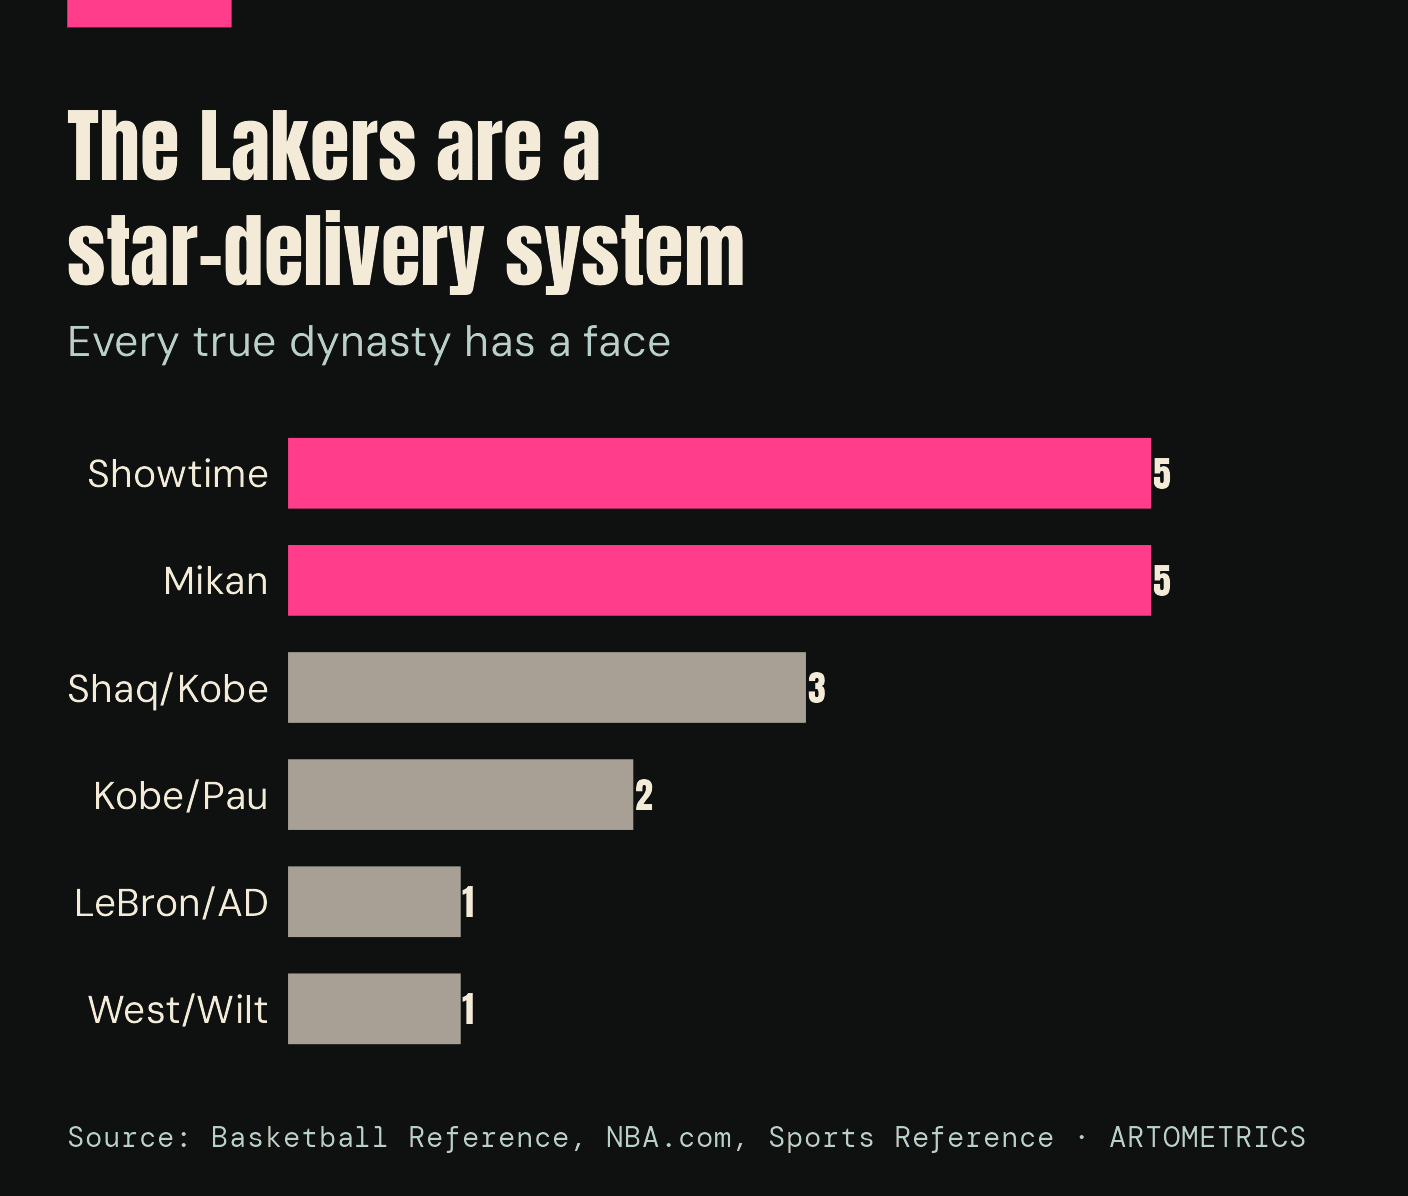 The Lakers are a
star-delivery system
Every true dynasty has a face
Showtime 5
Mikan 5
Shaq/Kobe 3
Kobe/Pau 2
LeBron/AD 1
West/Wilt 1
Source: Basketball Reference, NBA.com, Sports Reference · ARTOMETRICS